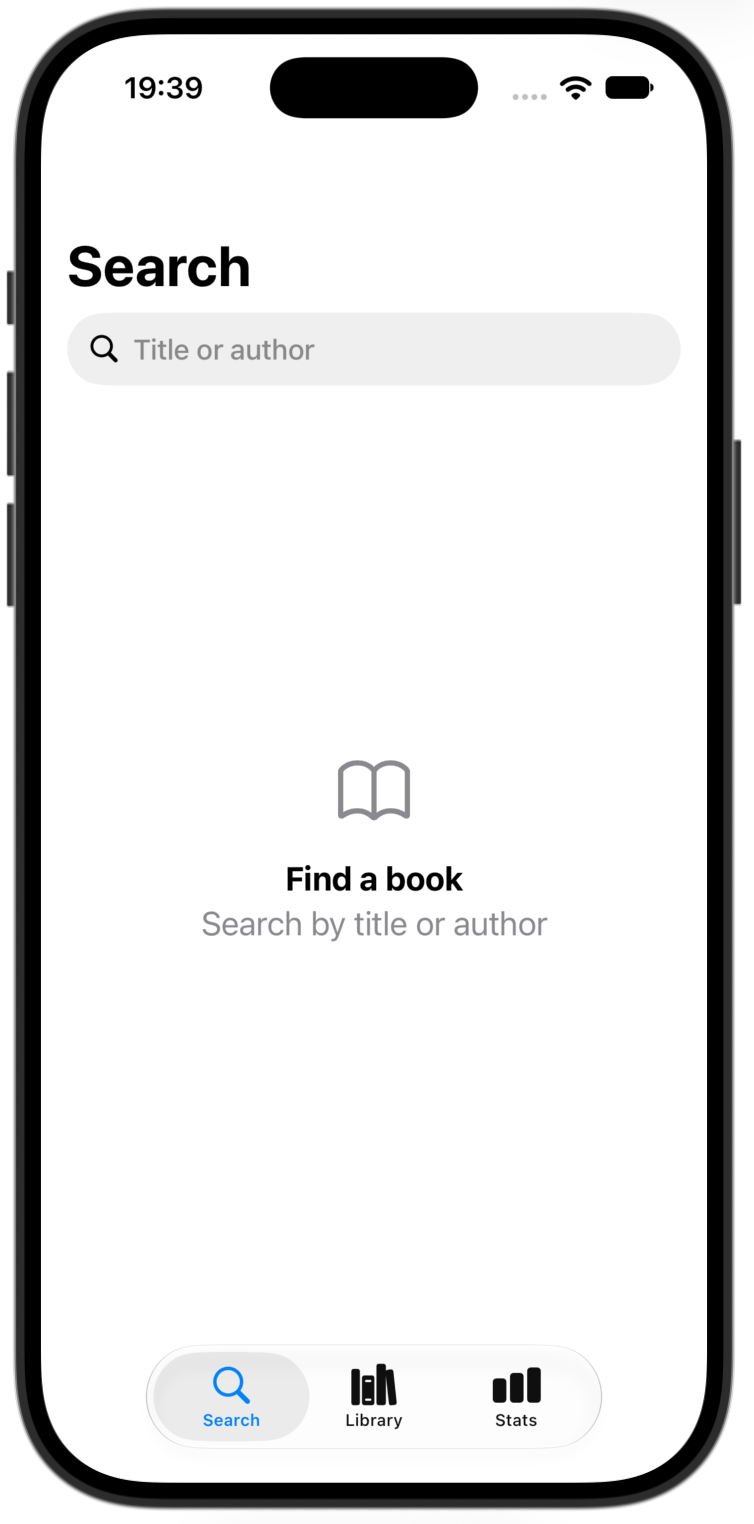 19:39
Search
Title or author
Find a book
Search by title or author
Search
Library
Stats